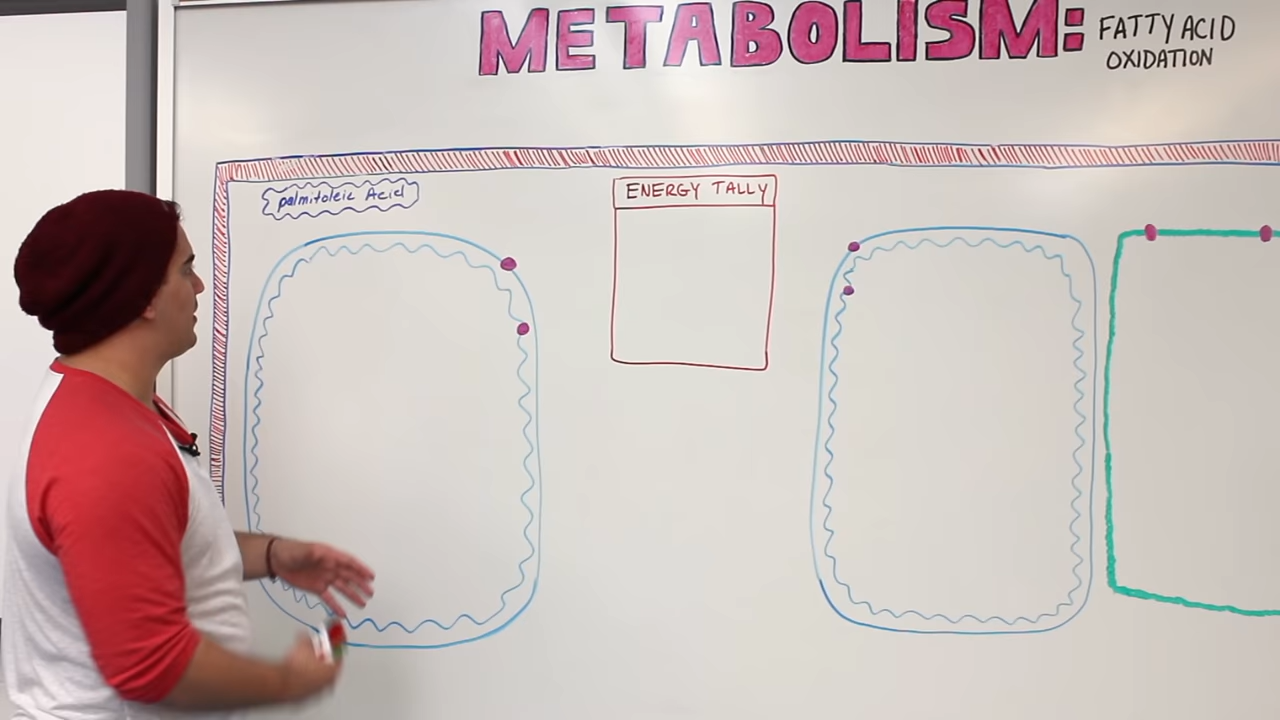 METABOLISM:
FATTY ACID
OXIDATION
palmitoleic Acid
ENERGY TALLY